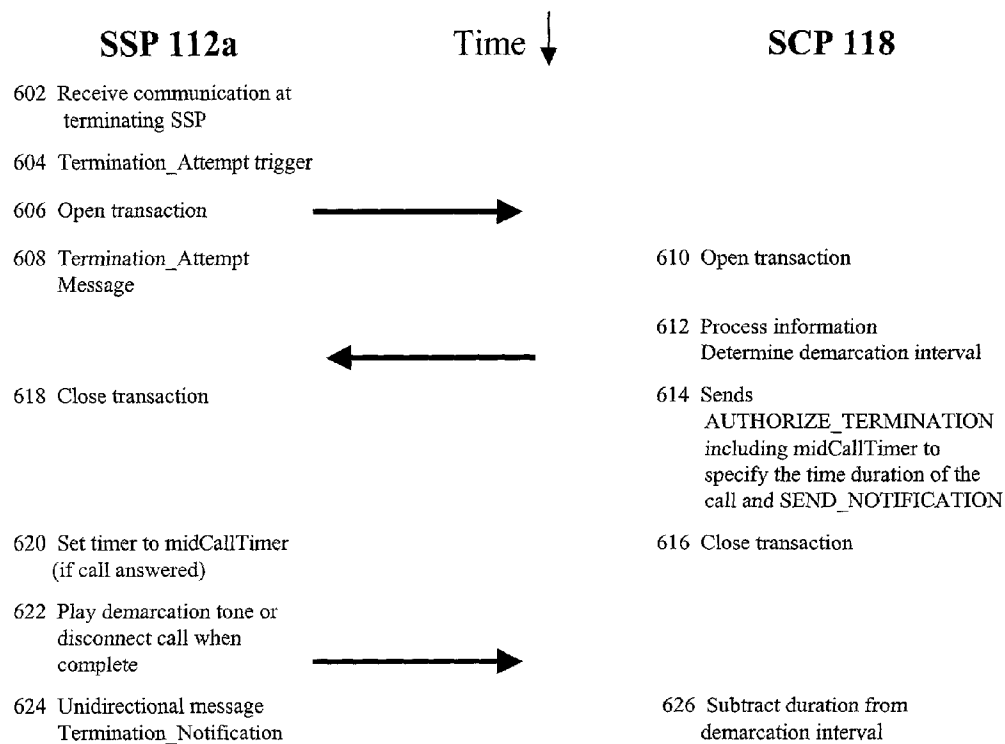 SSP 112a
Time
SCP 118
602 Receive communication at
terminating SSP
604 Termination_Attempt trigger
606 Open transaction
608 Termination_Attempt
Message
610 Open transaction
612 Process information
Determine demarcation interval
618 Close transaction
614 Sends
AUTHORIZE_TERMINATION
including midCallTimer to
specify the time duration of the
call and SEND_NOTIFICATION
620 Set timer to midCallTimer
(if call answered)
616 Close transaction
622 Play demarcation tone or
disconnect call when
complete
624 Unidirectional message
Termination_Notification
626 Subtract duration from
demarcation interval